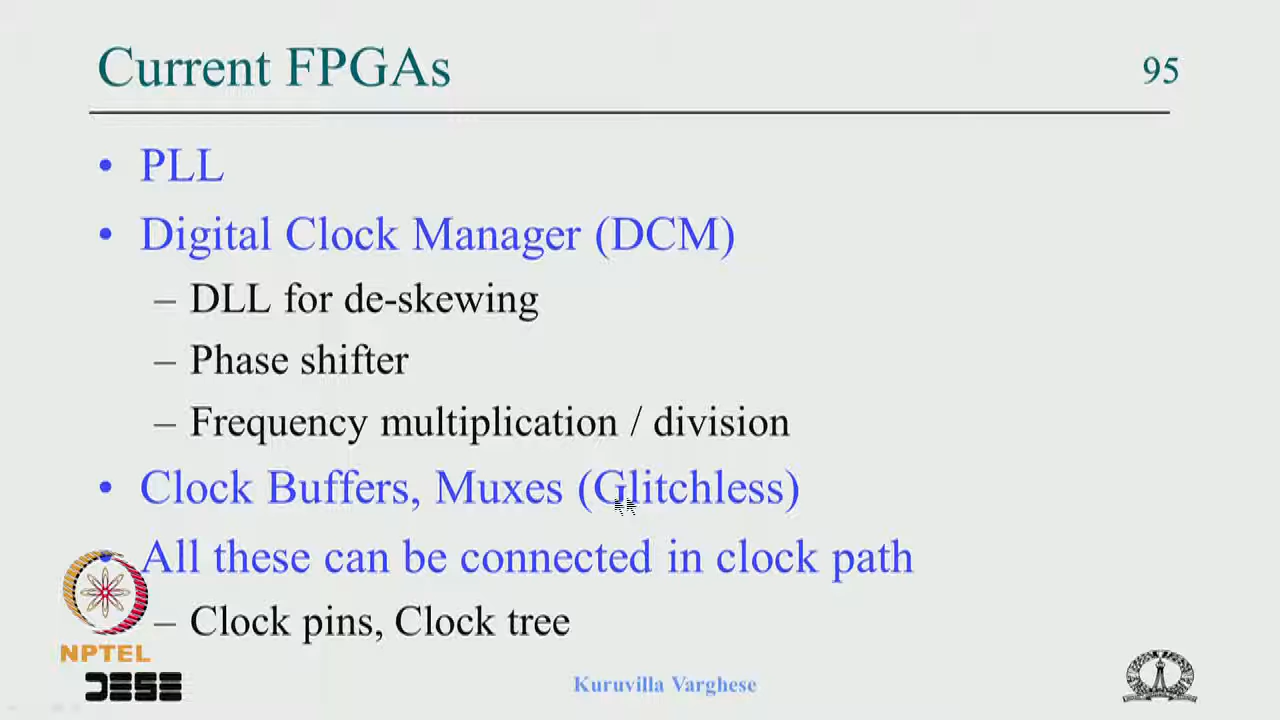 Current FPGAs
95
• PLL
• Digital Clock Manager (DCM)
– DLL for de-skewing
– Phase shifter
– Frequency multiplication / division
• Clock Buffers, Muxes (Glitchless)
• All these can be connected in clock path
– Clock pins, Clock tree
NPTEL
DESE
Kuruvilla Varghese